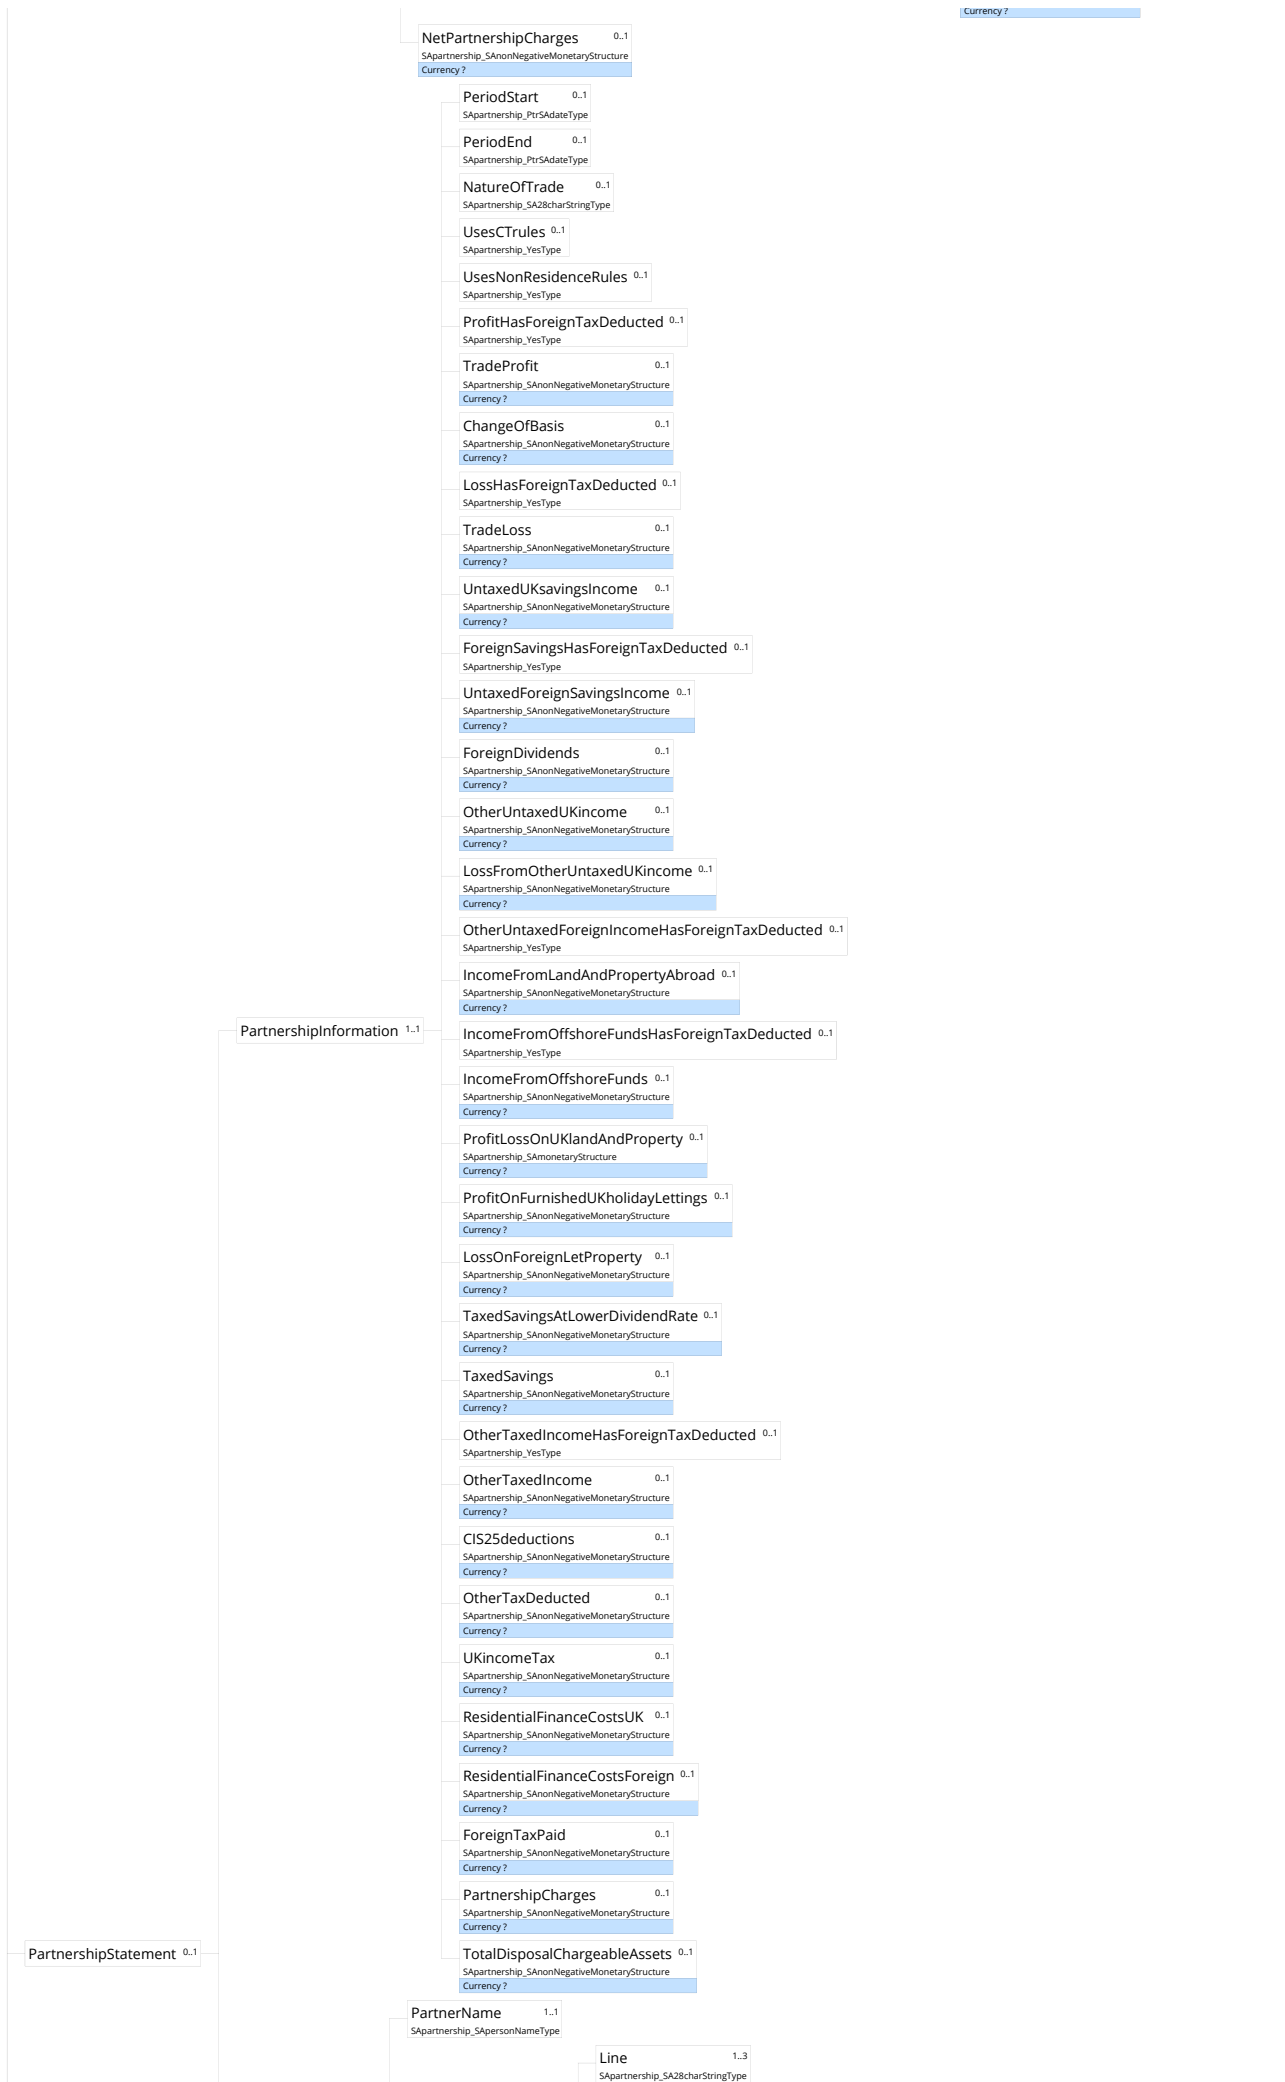 Currency ?
NetPartnershipCharges 0..1
SApartnership_SAnonNegativeMonetaryStructure
Currency ?
PeriodStart 0..1
SApartnership_PtrSAdateType
PeriodEnd 0..1
SApartnership_PtrSAdateType
NatureOfTrade 0..1
SApartnership_SA28charStringType
UsesCTrules 0..1
SApartnership_YesType
UsesNonResidenceRules 0..1
SApartnership_YesType
ProfitHasForeignTaxDeducted 0..1
SApartnership_YesType
TradeProfit 0..1
SApartnership_SAnonNegativeMonetaryStructure
Currency ?
ChangeOfBasis 0..1
SApartnership_SAnonNegativeMonetaryStructure
Currency ?
LossHasForeignTaxDeducted 0..1
SApartnership_YesType
TradeLoss 0..1
SApartnership_SAnonNegativeMonetaryStructure
Currency ?
UntaxedUKsavingsIncome 0..1
SApartnership_SAnonNegativeMonetaryStructure
Currency ?
ForeignSavingsHasForeignTaxDeducted 0..1
SApartnership_YesType
UntaxedForeignSavingsIncome 0..1
SApartnership_SAnonNegativeMonetaryStructure
Currency ?
ForeignDividends 0..1
SApartnership_SAnonNegativeMonetaryStructure
Currency ?
OtherUntaxedUKincome 0..1
SApartnership_SAnonNegativeMonetaryStructure
Currency ?
LossFromOtherUntaxedUKincome 0..1
SApartnership_SAnonNegativeMonetaryStructure
Currency ?
OtherUntaxedForeignIncomeHasForeignTaxDeducted 0..1
SApartnership_YesType
IncomeFromLandAndPropertyAbroad 0..1
SApartnership_SAnonNegativeMonetaryStructure
Currency ?
PartnershipInformation 1..1
IncomeFromOffshoreFundsHasForeignTaxDeducted 0..1
SApartnership_YesType
IncomeFromOffshoreFunds 0..1
SApartnership_SAnonNegativeMonetaryStructure
Currency ?
ProfitLossOnUKlandAndProperty 0..1
SApartnership_SAmonetaryStructure
Currency ?
ProfitOnFurnishedUKholidayLettings 0..1
SApartnership_SAnonNegativeMonetaryStructure
Currency ?
LossOnForeignLetProperty 0..1
SApartnership_SAnonNegativeMonetaryStructure
Currency ?
TaxedSavingsAtLowerDividendRate 0..1
SApartnership_SAnonNegativeMonetaryStructure
Currency ?
TaxedSavings 0..1
SApartnership_SAnonNegativeMonetaryStructure
Currency ?
OtherTaxedIncomeHasForeignTaxDeducted 0..1
SApartnership_YesType
OtherTaxedIncome 0..1
SApartnership_SAnonNegativeMonetaryStructure
Currency ?
CIS25deductions 0..1
SApartnership_SAnonNegativeMonetaryStructure
Currency ?
OtherTaxDeducted 0..1
SApartnership_SAnonNegativeMonetaryStructure
Currency ?
UKincomeTax 0..1
SApartnership_SAnonNegativeMonetaryStructure
Currency ?
ResidentialFinanceCostsUK 0..1
SApartnership_SAnonNegativeMonetaryStructure
Currency ?
ResidentialFinanceCostsForeign 0..1
SApartnership_SAnonNegativeMonetaryStructure
Currency ?
ForeignTaxPaid 0..1
SApartnership_SAnonNegativeMonetaryStructure
Currency ?
PartnershipCharges 0..1
SApartnership_SAnonNegativeMonetaryStructure
Currency ?
PartnershipStatement 0..1
TotalDisposalChargeableAssets 0..1
SApartnership_SAnonNegativeMonetaryStructure
Currency ?
PartnerName 1..1
SApartnership_SApersonNameType
Line 1..3
SApartnership_SA28charStringType